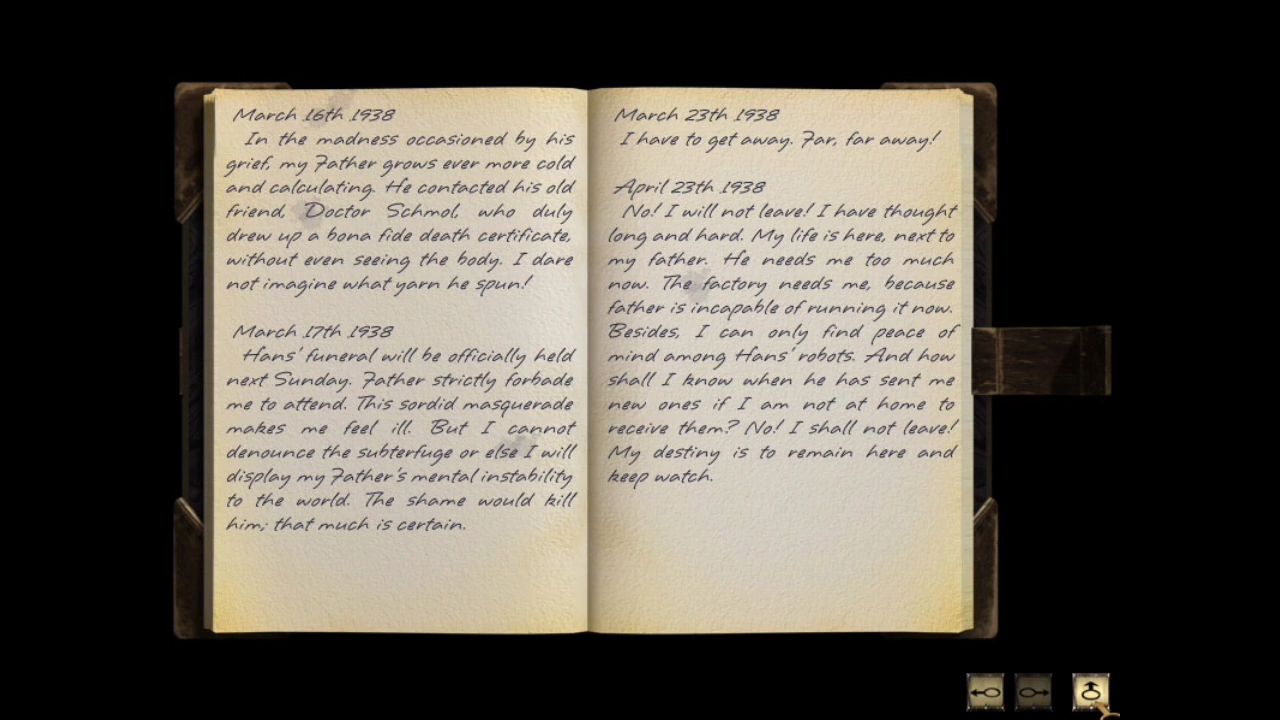 March 16th 1938
In the madness occasioned by his
grief, my Father grows ever more cold
and calculating. He contacted his old
friend, Doctor Schmol, who duly
drew up a bona fide death certificate,
without even seeing the body. I dare
not imagine what yarn he spun!
March 17th 1938
Hans' funeral will be officially held
next Sunday. Father strictly forbade
me to attend. This sordid masquerade
makes me feel ill. But I cannot
denounce the subterfuge or else I will
display my Father's mental instability
to the world. The shame would kill
him; that much is certain.
March 23th 1938
I have to get away. Far, far away!
April 23th 1938
No! I will not leave! I have thought
long and hard. My life is here, next to
my father. He needs me too much
now. The factory needs me, because
father is incapable of running it now.
Besides, I can only find peace of
mind among Hans' robots. And how
shall I know when he has sent me
new ones if I am not at home to
receive them? No! I shall not leave!
My destiny is to remain here and
keep watch.